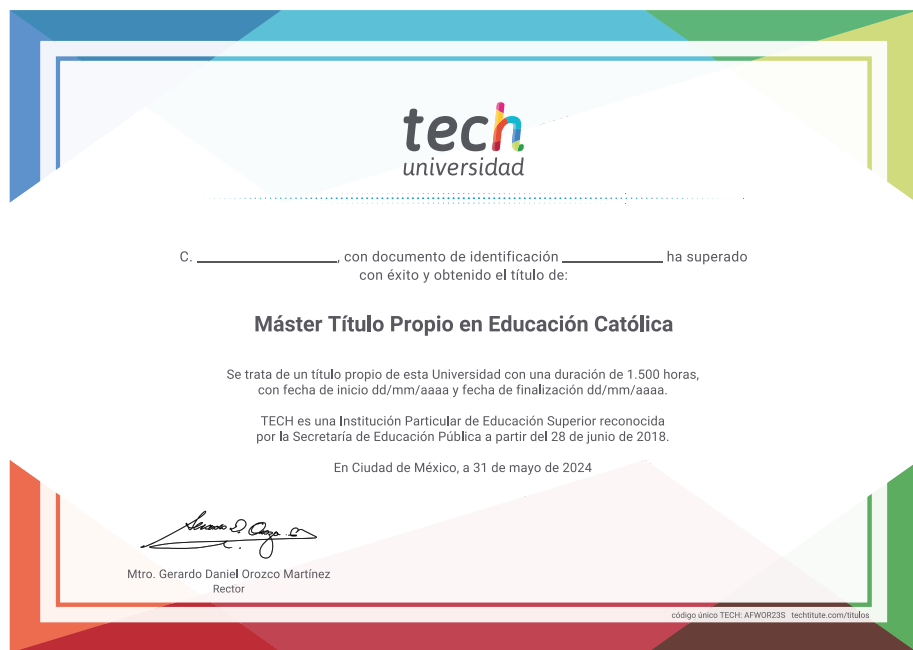 tech
universidad
C. ____________, con documento de identificación ____________ ha superado
con éxito y obtenido el título de:
Máster Título Propio en Educación Católica
Se trata de un título propio de esta Universidad con una duración de 1.500 horas,
con fecha de inicio dd/mm/aaaa y fecha de finalización dd/mm/aaaa.
TECH es una Institución Particular de Educación Superior reconocida
por la Secretaría de Educación Pública a partir del 28 de junio de 2018.
En Ciudad de México, a 31 de mayo de 2024
Mtro. Gerardo Daniel Orozco Martínez
Rector
código único TECH: AFWOR23S techtitute.com/titulos